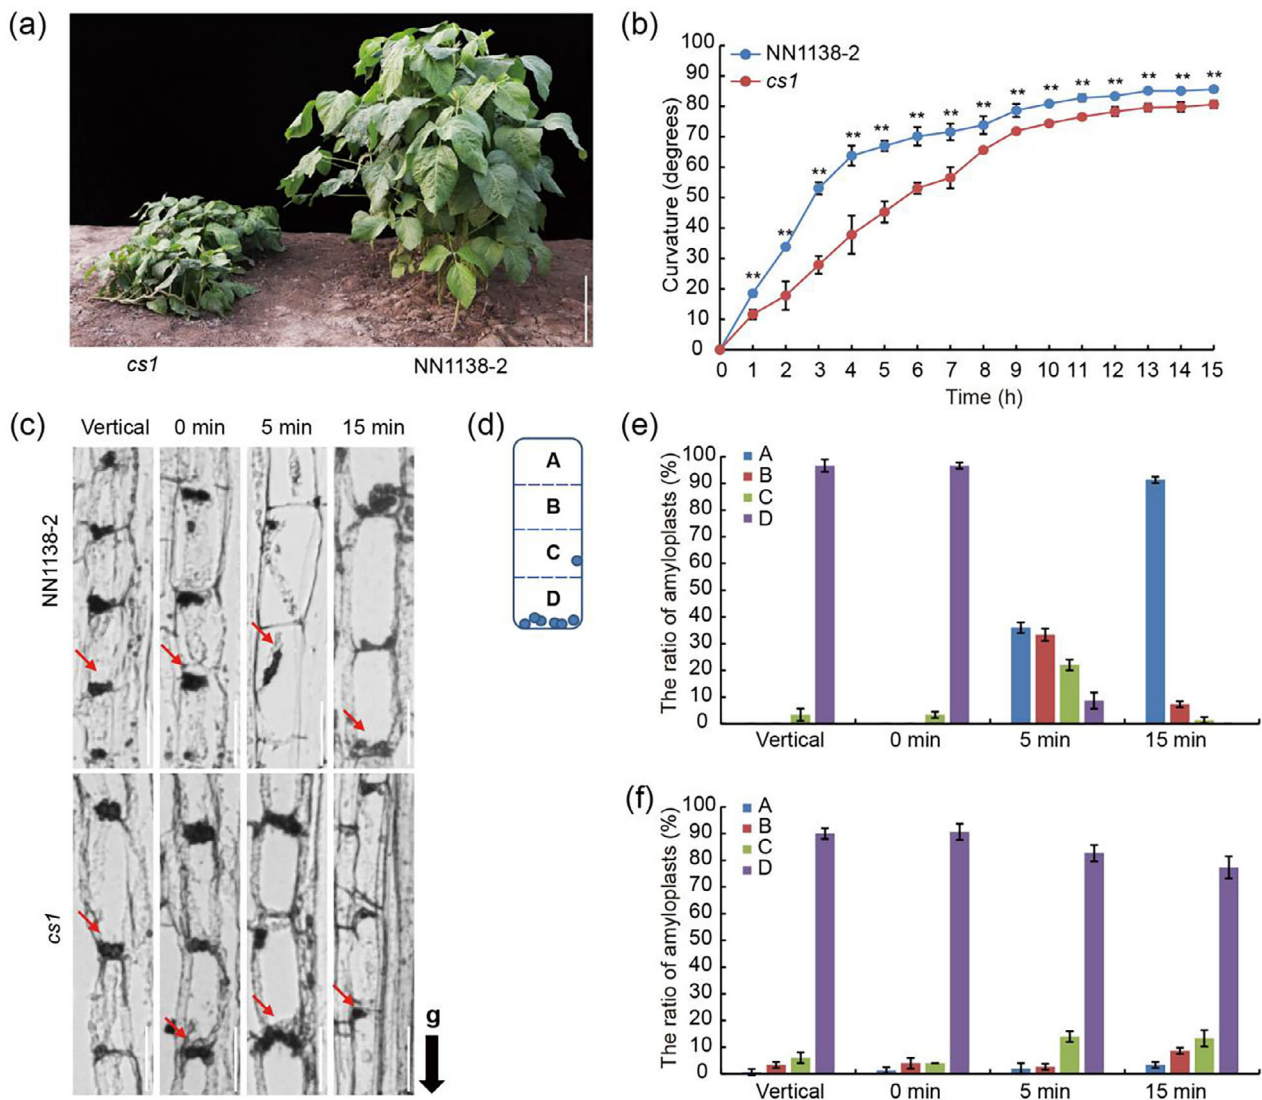 (a)
cs1
NN1138-2
(b)
NN1138-2
cs1
Curvature (degrees)
100
90
80
70
60
50
40
30
20
10
0
** ** ** ** ** ** ** ** ** ** ** ** ** ** **
0 1 2 3 4 5 6 7 8 9 10 11 12 13 14 15
Time (h)
(c)
Vertical 0 min 5 min 15 min
NN1138-2
cs1
g
(d)
A
B
C
D
(e)
The ratio of amyloplasts (%)
100
90
80
70
60
50
40
30
20
10
0
A
B
C
D
Vertical 0 min 5 min 15 min
(f)
The ratio of amyloplasts (%)
100
90
80
70
60
50
40
30
20
10
0
A
B
C
D
Vertical 0 min 5 min 15 min